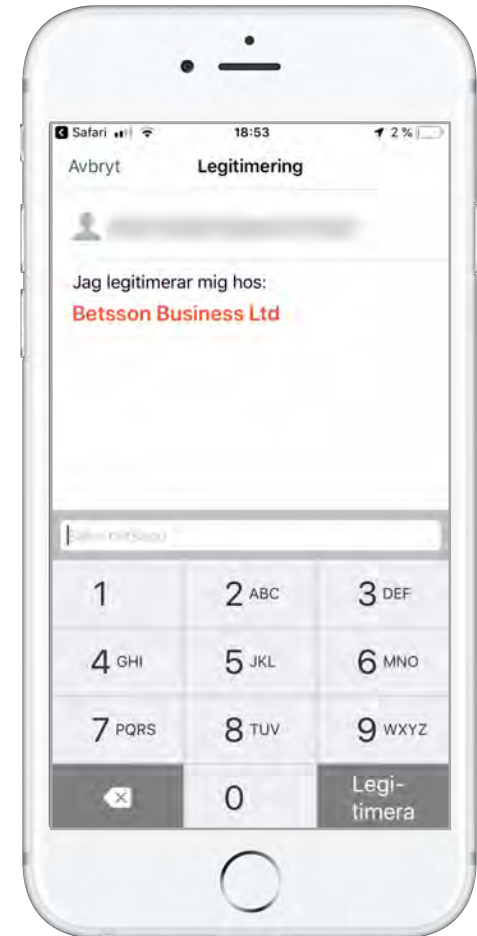 Safari 18:53 2 %
Avbryt Legitimering
Jag legitimerar mig hos:
Betsson Business Ltd
1 2 ABC 3 DEF
4 GHI 5 JKL 6 MNO
7 PQRS 8 TUV 9 WXYZ
0 Legi-
timera